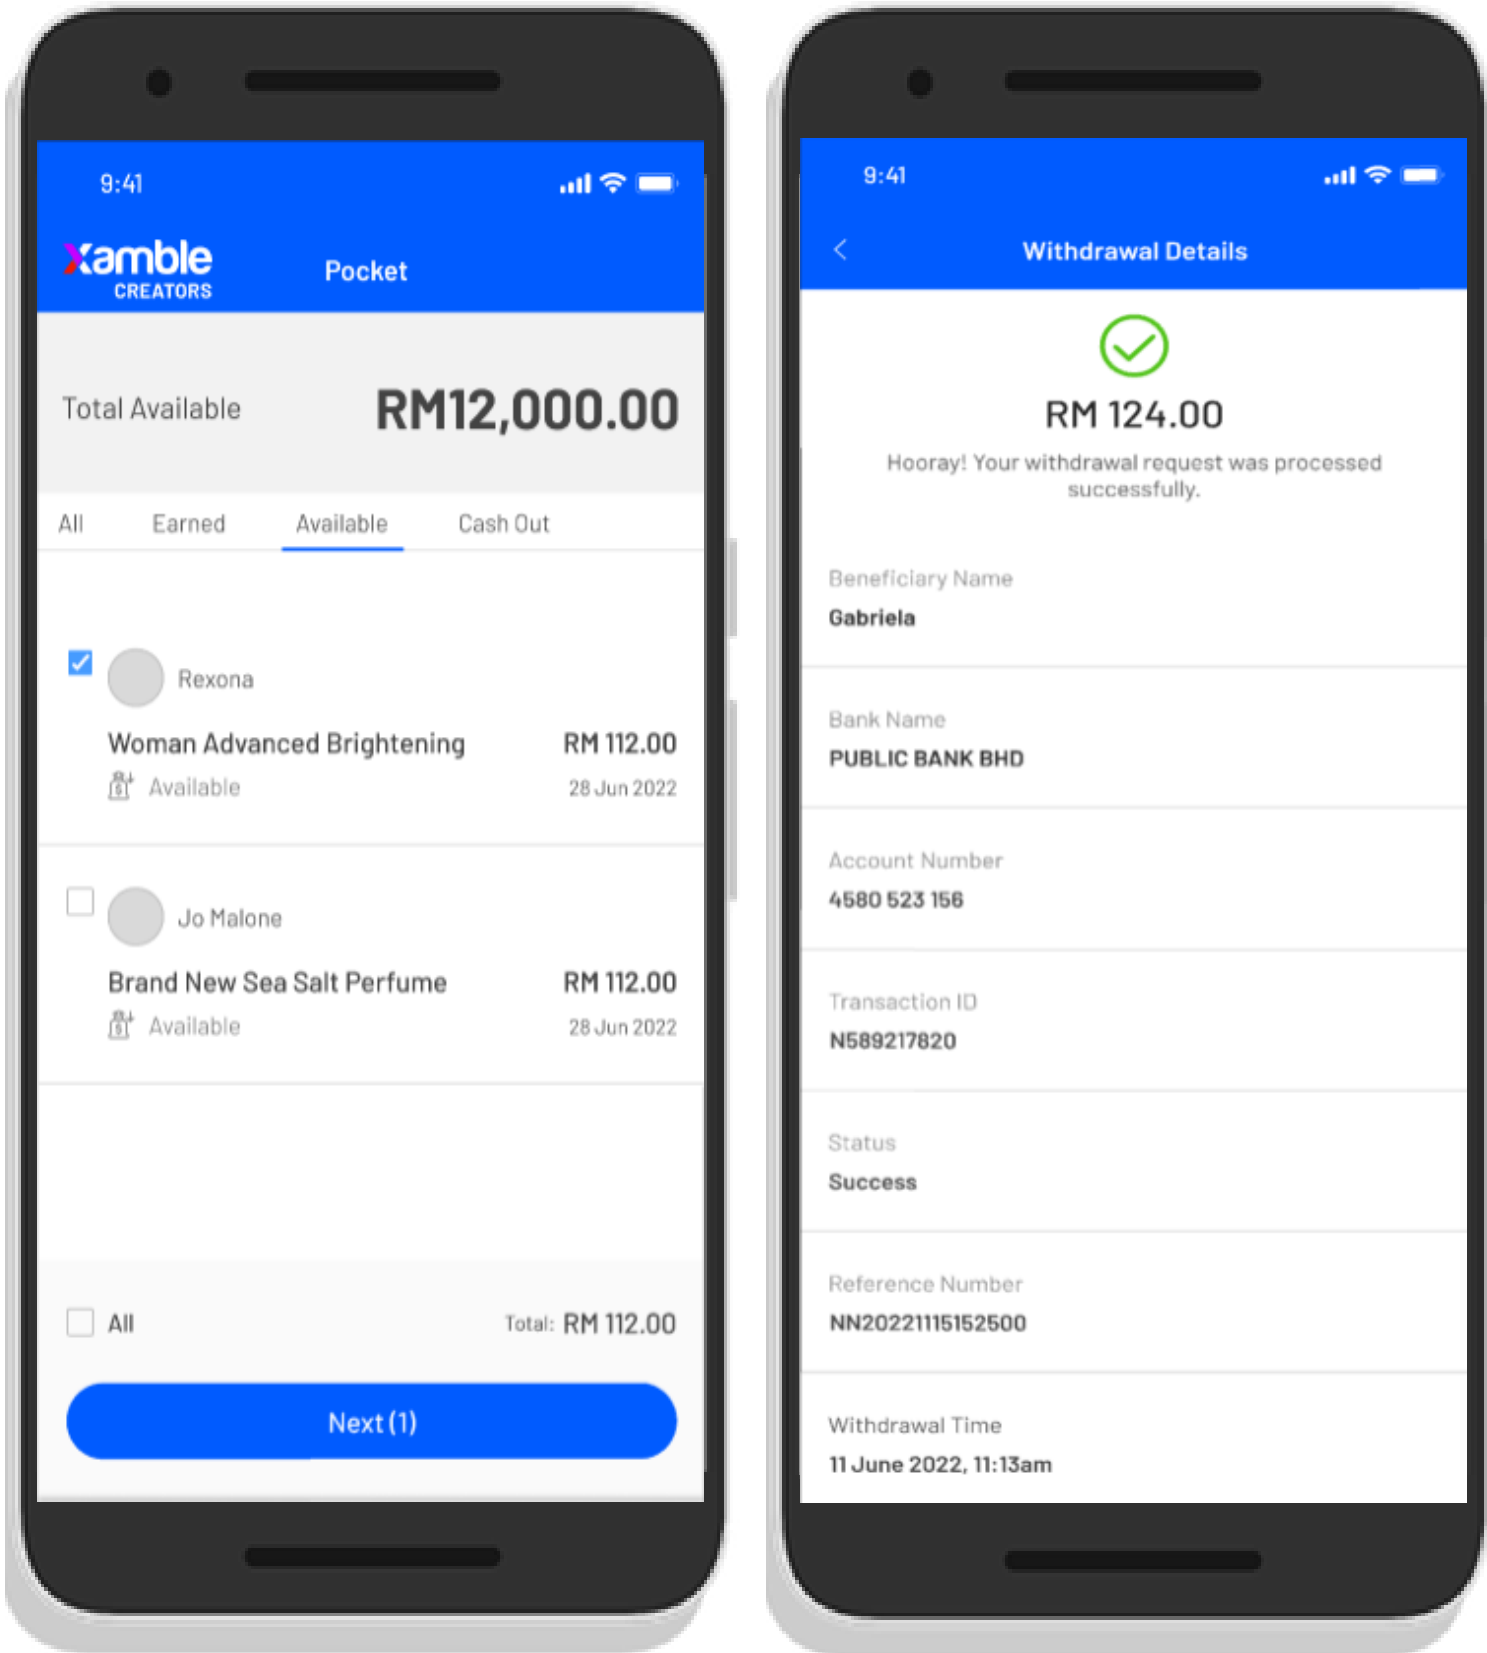 9:41
xamble
CREATORS
Pocket
Total Available
RM12,000.00
All
Earned
Available
Cash Out
Rexona
Woman Advanced Brightening
RM 112.00
Available
28 Jun 2022
Jo Malone
Brand New Sea Salt Perfume
RM 112.00
Available
28 Jun 2022
All
Total: RM 112.00
Next (1)
9:41
Withdrawal Details
RM 124.00
Hooray! Your withdrawal request was processed
successfully.
Beneficiary Name
Gabriela
Bank Name
PUBLIC BANK BHD
Account Number
4580 523 156
Transaction ID
N589217820
Status
Success
Reference Number
NN20221115152500
Withdrawal Time
11 June 2022, 11:13am